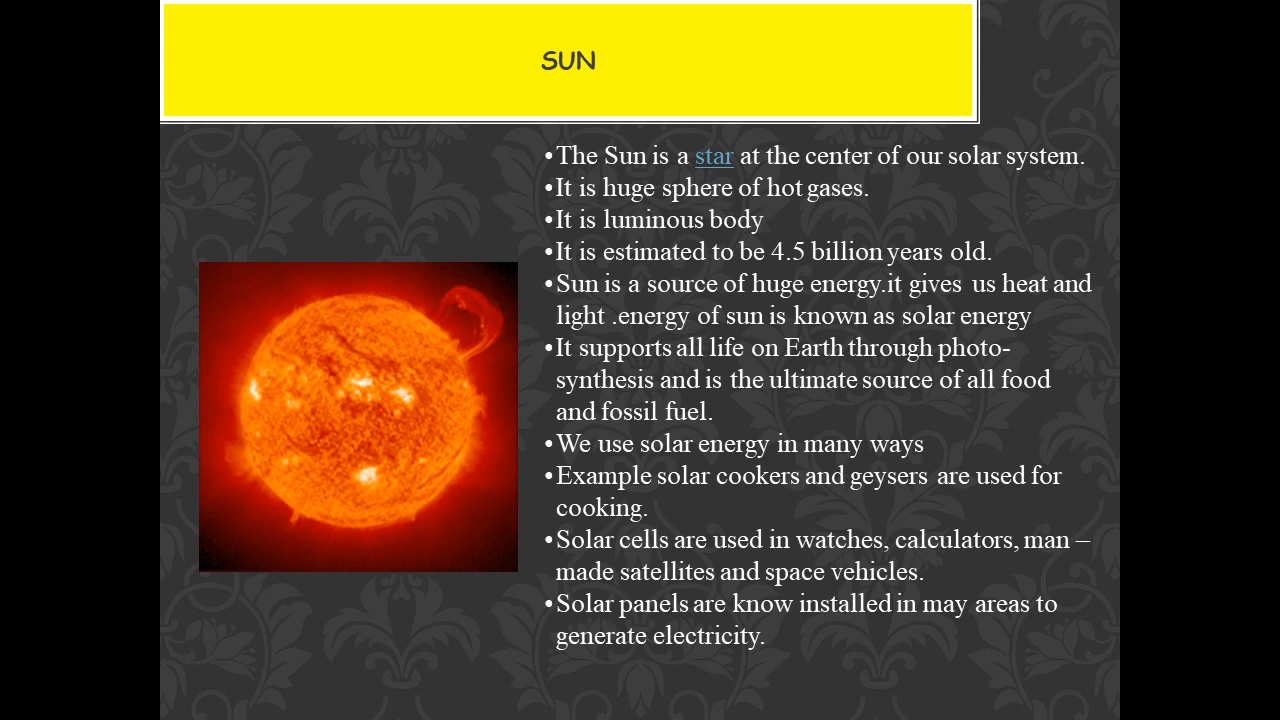 SUN
•The Sun is a star at the center of our solar system.
•It is huge sphere of hot gases.
•It is luminous body
•It is estimated to be 4.5 billion years old.
•Sun is a source of huge energy.it gives us heat and
light .energy of sun is known as solar energy
•It supports all life on Earth through photo-
synthesis and is the ultimate source of all food
and fossil fuel.
•We use solar energy in many ways
•Example solar cookers and geysers are used for
cooking.
•Solar cells are used in watches, calculators, man –
made satellites and space vehicles.
•Solar panels are know installed in may areas to
generate electricity.